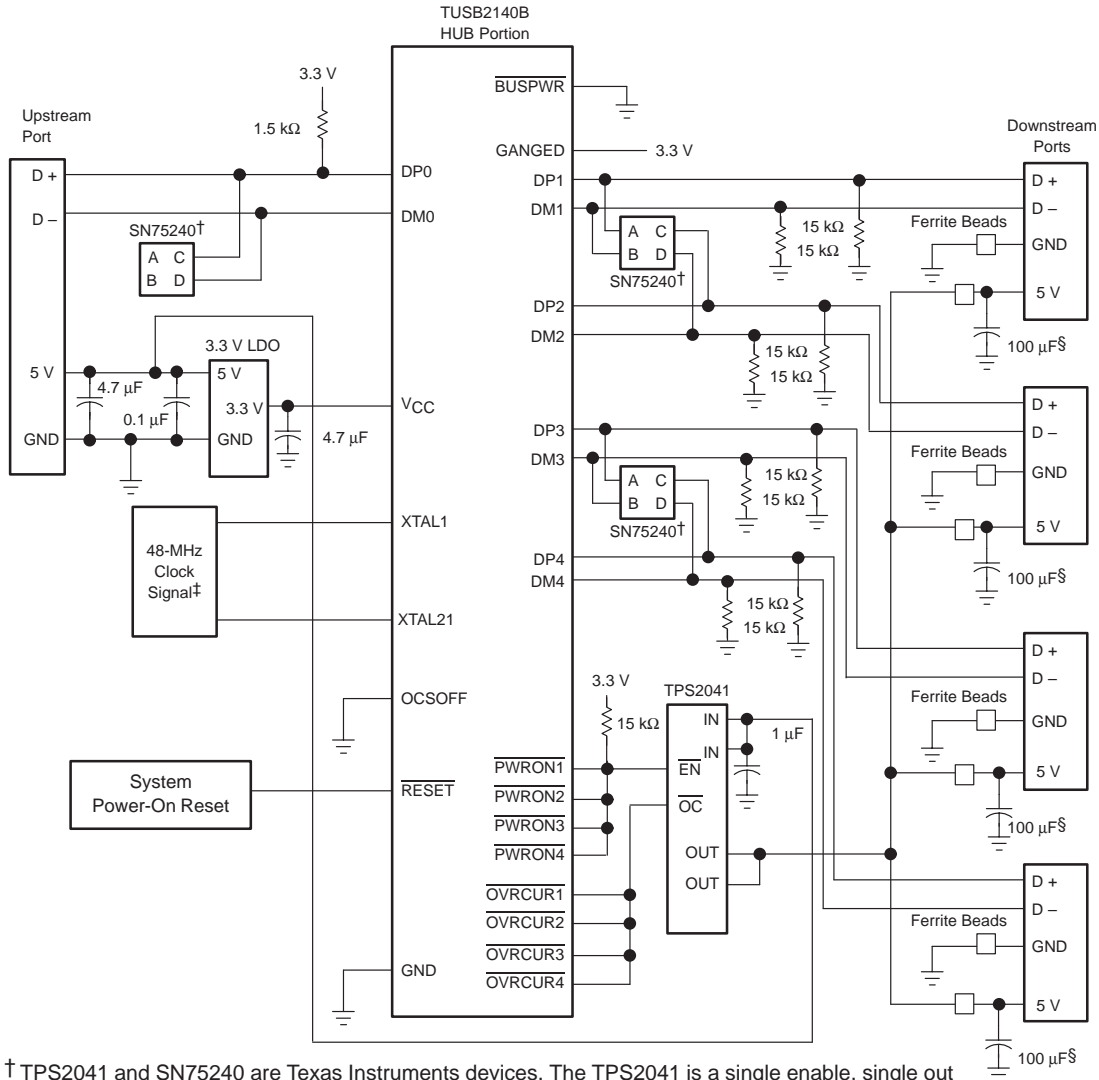 TUSB2140B
HUB Portion
BUSPWR
3.3 V
Upstream
Port
1.5 kΩ
Downstream
Ports
GANGED
3.3 V
D +
DP0
DP1
D +
D –
DM0
DM1
D –
SN75240†
A C
B D
A C
B D
SN75240†
15 kΩ
15 kΩ
Ferrite Beads
GND
5 V
100 μF§
DP2
DM2
15 kΩ
15 kΩ
3.3 V LDO
5 V
4.7 μF
5 V
3.3 V
0.1 μF
GND
GND
4.7 μF
VCC
D +
D –
Ferrite Beads
GND
5 V
100 μF§
DP3
DM3
A C
B D
SN75240†
15 kΩ
15 kΩ
XTAL1
48-MHz
Clock
Signal‡
XTAL21
DP4
DM4
15 kΩ
15 kΩ
D +
D –
Ferrite Beads
GND
5 V
100 μF§
OCSOFF
3.3 V
15 kΩ
TPS2041
IN
IN
1 μF
EN
OC
OUT
OUT
System
Power-On Reset
RESET
PWRON1
PWRON2
PWRON3
PWRON4
OVRCUR1
OVRCUR2
OVRCUR3
OVRCUR4
GND
D +
D –
Ferrite Beads
GND
5 V
100 μF§
† TPS2041 and SN75240 are Texas Instruments devices. The TPS2041 is a single enable, single out